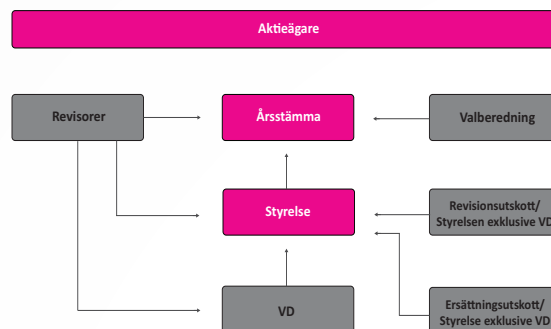 Aktieägare
Revisorer
Årsstämma
Valberedning
Styrelse
Revisionsutskott/
Styrelsen exklusive VD
VD
Ersättningsutskott/
Styrelse exklusive VD